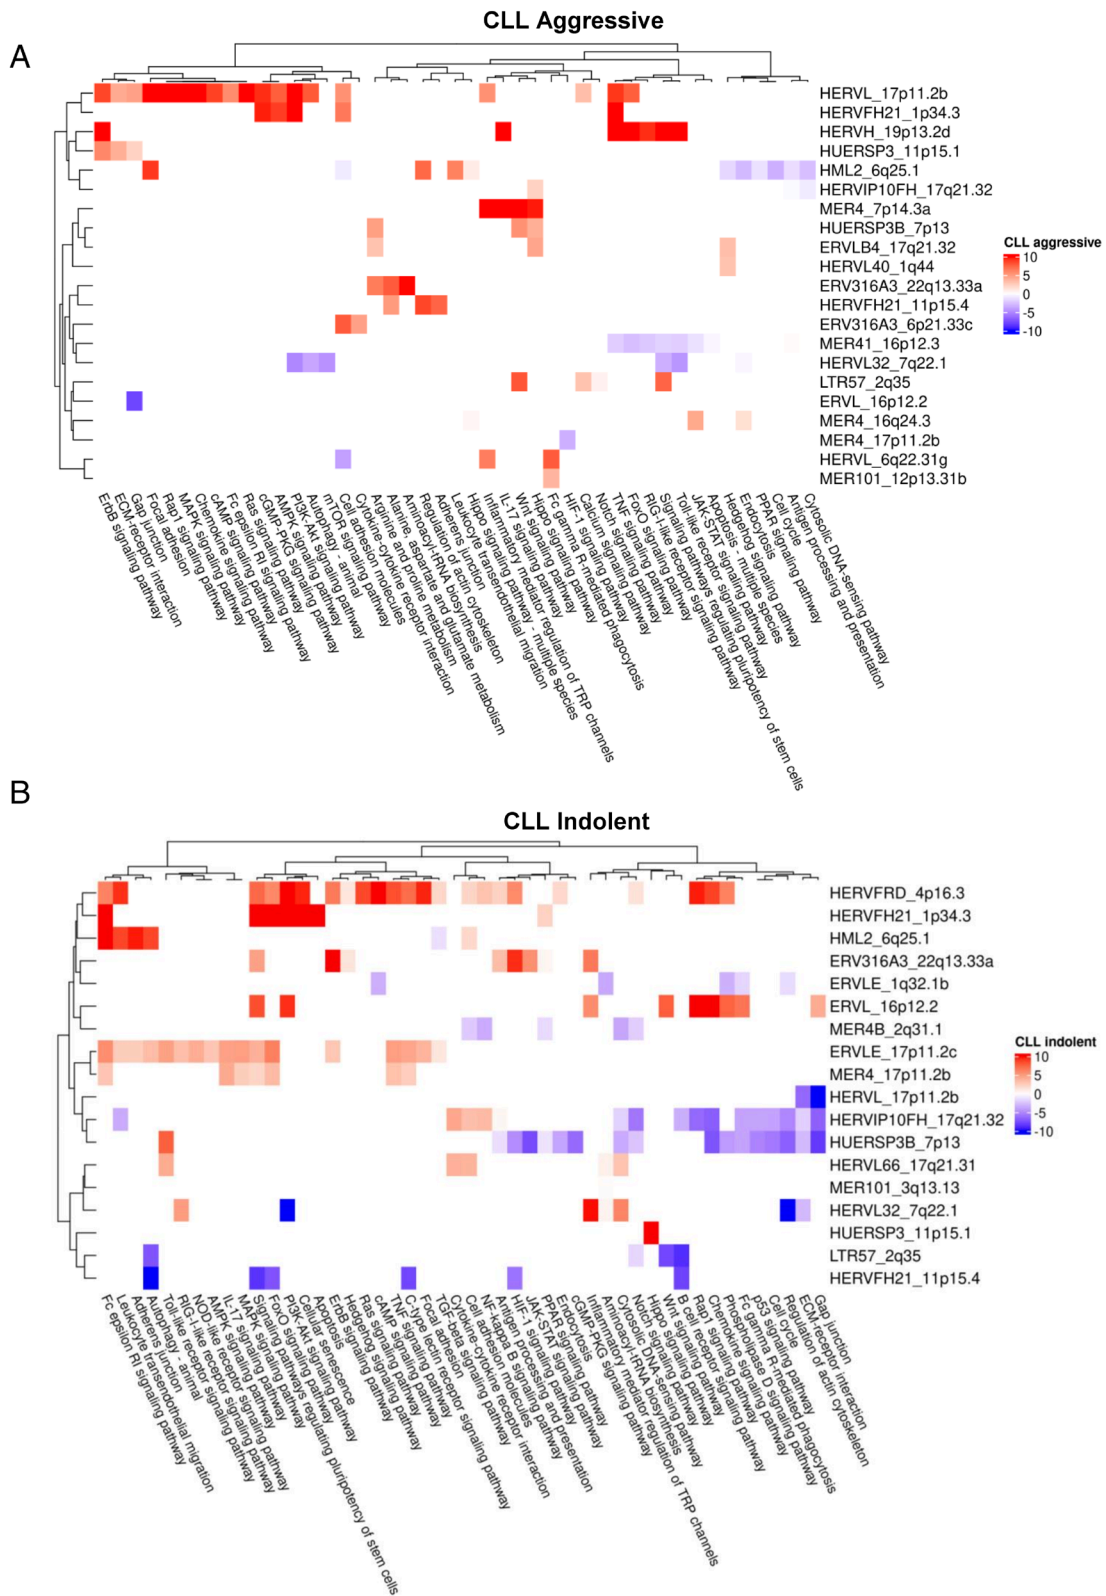 CLL Aggressive
A
HERVL_17p11.2b
HERVFH21_1p34.3
HERVH_19p13.2d
HUERSP3_11p15.1
HML2_6q25.1
HERVIP10FH_17q21.32
MER4_7p14.3a
HUERSP3B_7p13
ERVLB4_17q21.32
HERVL40_1q44
ERV316A3_22q13.33a
HERVFH21_11p15.4
ERV316A3_6p21.33c
MER41_16p12.3
HERVL32_7q22.1
LTR57_2q35
ERVL_16p12.2
MER4_16q24.3
MER4_17p11.2b
HERVL_6q22.31g
MER101_12p13.31b
CLL aggressive
10
5
0
-5
-10
ErbB signaling pathway
ECM-receptor interaction
Gap junction
Focal adhesion
Rap1 signaling pathway
MAPK signaling pathway
Chemokine signaling pathway
cAMP signaling pathway
Fc epsilon RI signaling pathway
Ras signaling pathway
cGMP-PKG signaling pathway
AMPK signaling pathway
PI3K-Akt signaling pathway
Autophagy - animal
mTOR signaling pathway
Cell adhesion molecules
Cytokine-cytokine receptor interaction
Arginine and proline metabolism
Alanine, aspartate and glutamate metabolism
Aminoacyl-tRNA biosynthesis
Regulation of actin cytoskeleton
Adherens junction
Leukocyte transendothelial migration
Hippo signaling pathway - multiple species
Inflammatory mediator regulation of TRP channels
IL-17 signaling pathway
Wnt signaling pathway
Hippo signaling pathway
Fc gamma R-mediated phagocytosis
HIF-1 signaling pathway
Calcium signaling pathway
Notch signaling pathway
TNF signaling pathway
FoxO signaling pathway
RIG-I-like receptor signaling pathway
Signaling pathways regulating pluripotency of stem cells
Toll-like receptor signaling pathway
JAK-STAT signaling pathway
Apoptosis - multiple species
Hedgehog signaling pathway
Endocytosis
PPAR signaling pathway
Cell cycle
Antigen processing and presentation
Cytosolic DNA-sensing pathway
B
CLL Indolent
HERVFRD_4p16.3
HERVFH21_1p34.3
HML2_6q25.1
ERV316A3_22q13.33a
ERVLE_1q32.1b
ERVL_16p12.2
MER4B_2q31.1
ERVLE_17p11.2c
MER4_17p11.2b
HERVL_17p11.2b
HERVIP10FH_17q21.32
HUERSP3B_7p13
HERVL66_17q21.31
MER101_3q13.13
HERVL32_7q22.1
HUERSP3_11p15.1
LTR57_2q35
HERVFH21_11p15.4
CLL indolent
10
5
0
-5
-10
Fc epsilon RI signaling pathway
Leukocyte transendothelial migration
Adherens junction
Autophagy - animal
Toll-like receptor signaling pathway
RIG-I-like receptor signaling pathway
NOD-like receptor signaling pathway
AMPK signaling pathway
IL-17 signaling pathway
MAPK signaling pathway
Signaling pathways regulating pluripotency of stem cells
FoxO signaling pathway
PI3K-Akt signaling pathway
Cellular senescence
Apoptosis
ErbB signaling pathway
Hedgehog signaling pathway
Ras signaling pathway
cAMP signaling pathway
TNF signaling pathway
C-type lectin receptor signaling pathway
Focal adhesion
TGF-beta signaling pathway
Cytokine-cytokine receptor interaction
Cell adhesion molecules
NF-kappa B signaling pathway
Antigen processing and presentation
HIF-1 signaling pathway
JAK-STAT signaling pathway
PPAR signaling pathway
Endocytosis
cGMP-PKG signaling pathway
Inflammatory mediator regulation of TRP channels
Aminoacyl-tRNA biosynthesis
Cytosolic DNA-sensing pathway
Notch signaling pathway
Hippo signaling pathway
Wnt signaling pathway
B cell receptor signaling pathway
Rap1 signaling pathway
Chemokine signaling pathway
Phospholipase D signaling pathway
Fc gamma R-mediated phagocytosis
p53 signaling pathway
Cell cycle
Regulation of actin cytoskeleton
ECM-receptor interaction
Gap junction